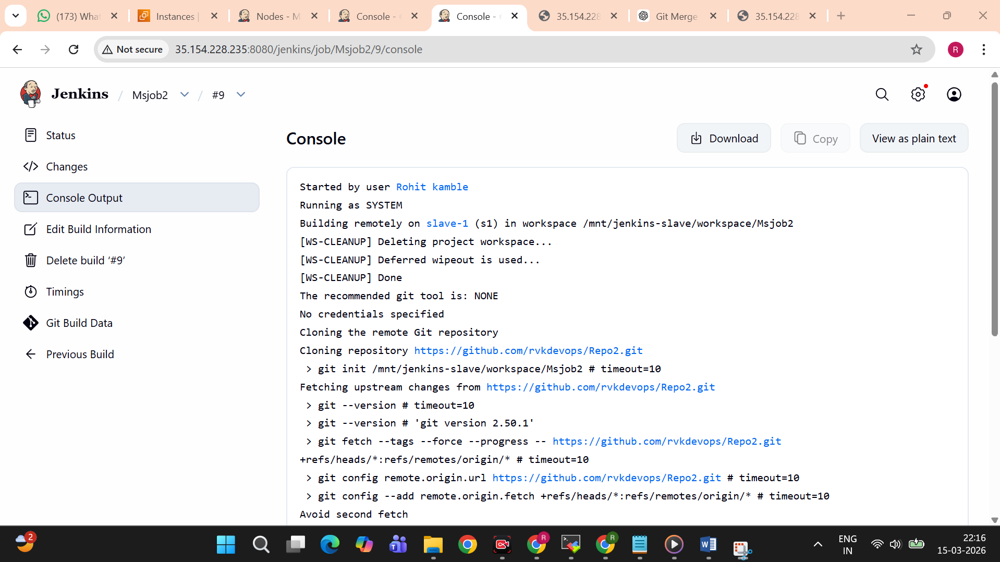 (173) What
Instances |
Nodes - M
Console -
Console -
35.154.228
Git Merge
35.154.228
Not secure
35.154.228.235:8080/jenkins/job/Msjob2/9/console
R
Jenkins / Msjob2 / #9
Status
Changes
Console Output
Edit Build Information
Delete build ‘#9’
Timings
Git Build Data
Previous Build
Console
Download
Copy
View as plain text
Started by user Rohit kamble
Running as SYSTEM
Building remotely on slave-1 (s1) in workspace /mnt/jenkins-slave/workspace/Msjob2
[WS-CLEANUP] Deleting project workspace...
[WS-CLEANUP] Deferred wipeout is used...
[WS-CLEANUP] Done
The recommended git tool is: NONE
No credentials specified
Cloning the remote Git repository
Cloning repository https://github.com/rvkdevops/Repo2.git
> git init /mnt/jenkins-slave/workspace/Msjob2 # timeout=10
Fetching upstream changes from https://github.com/rvkdevops/Repo2.git
> git --version # timeout=10
> git --version # 'git version 2.50.1'
> git fetch --tags --force --progress -- https://github.com/rvkdevops/Repo2.git
+refs/heads/*:refs/remotes/origin/* # timeout=10
> git config remote.origin.url https://github.com/rvkdevops/Repo2.git # timeout=10
> git config --add remote.origin.fetch +refs/heads/*:refs/remotes/origin/* # timeout=10
Avoid second fetch
2
R
R
ENG
IN
22:16
15-03-2026